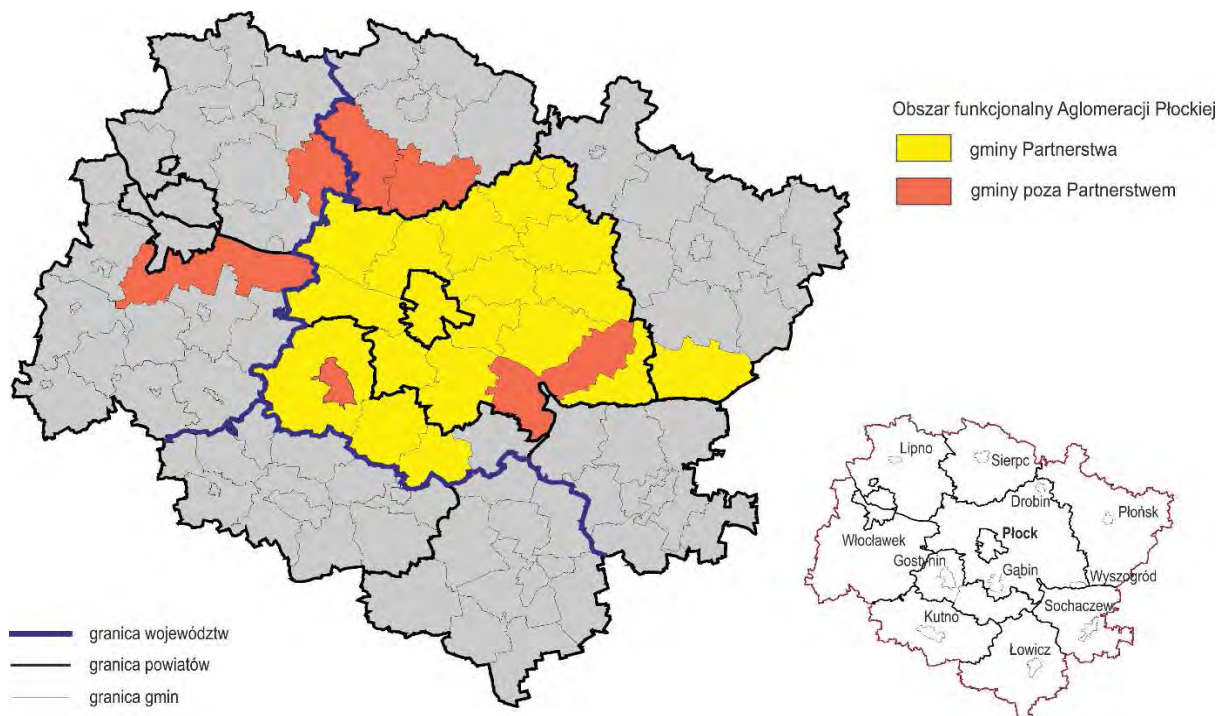 Obszar funkcjonalny Aglomeracji Płockiej
gminy Partnerstwa
gminy poza Partnerstwem
granica województw
granica powiatów
granica gmin
Lipno
Sierpc
Drobin
Płońsk
Płock
Włocławek
Gostynin
Gąbin
Wyszogród
Sochaczew
Kutno
Łowicz